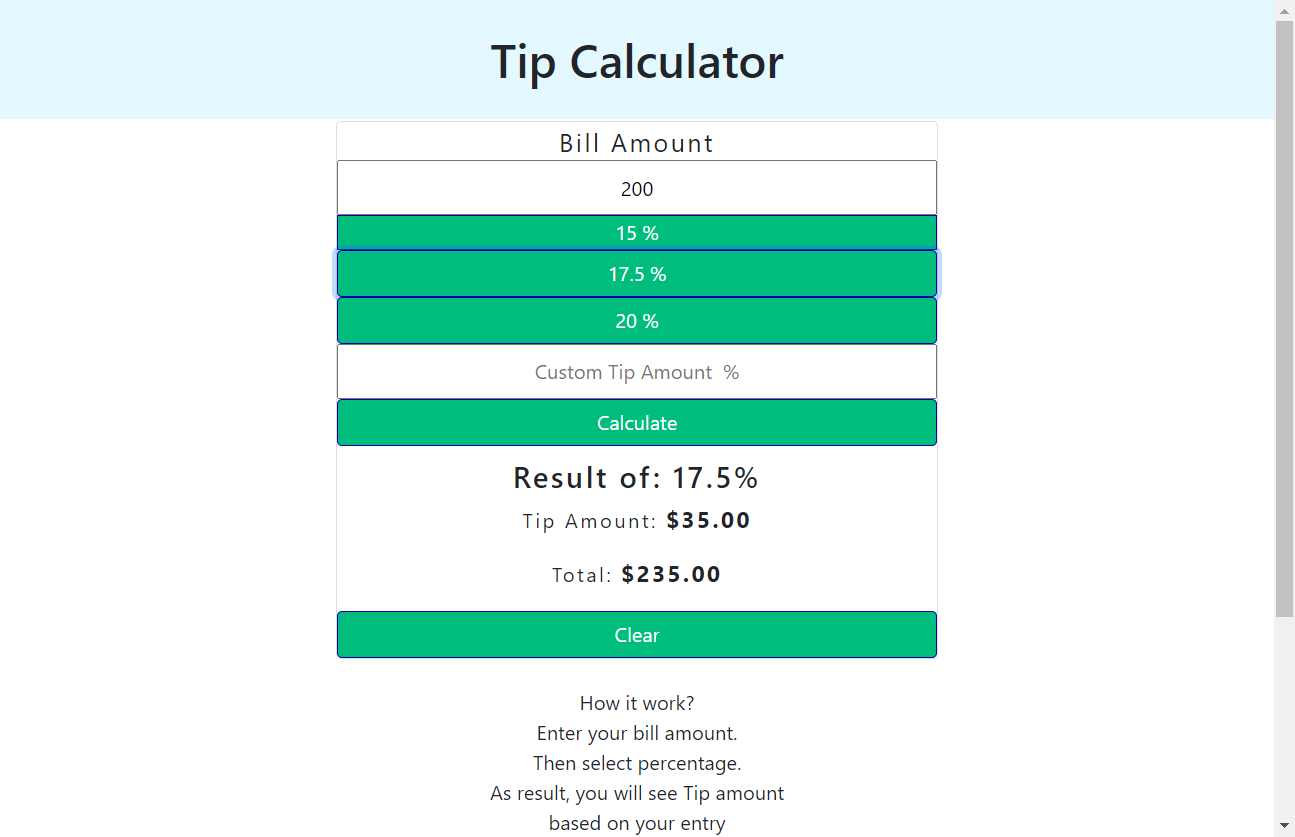 Tip Calculator
Bill Amount
200
15 %
17.5 %
20 %
Custom Tip Amount  %
Calculate
Result of: 17.5%
Tip Amount: $35.00
Total: $235.00
Clear
How it work?
Enter your bill amount.
Then select percentage.
As result, you will see Tip amount
based on your entry